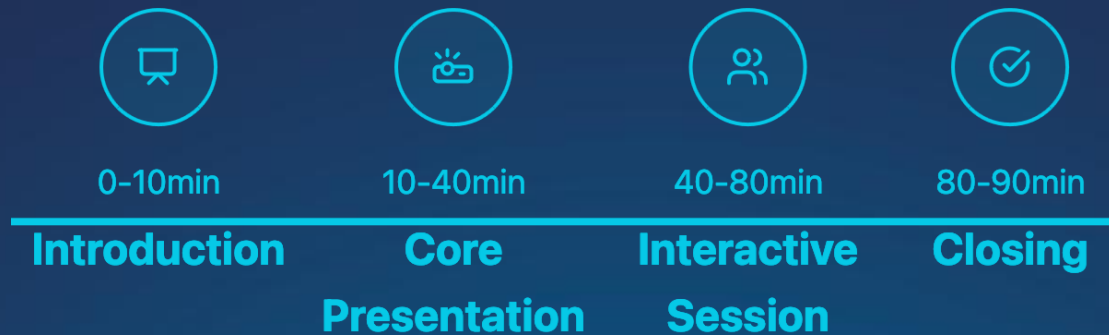 0-10min
10-40min
40-80min
80-90min
Introduction
Core
Presentation
Interactive
Session
Closing